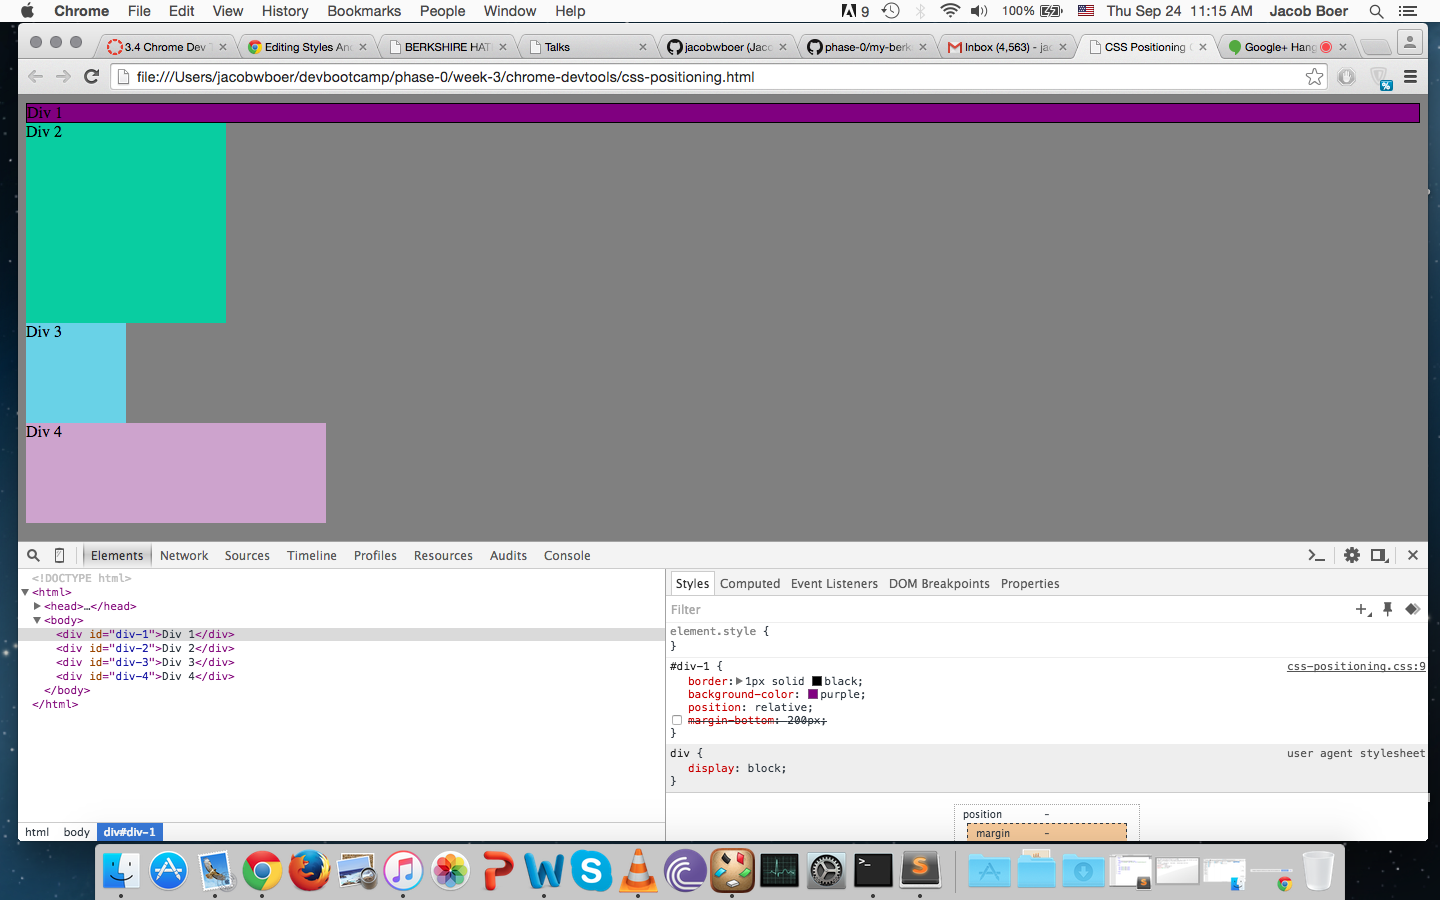 Chrome File Edit View History Bookmarks People Window Help 9 100% Thu Sep 24 11:15 AM Jacob Boer
3.4 Chrome Dev Editing Styles An BERKSHIRE HAT Talks jacobwboer (Jac phase-0/my-berk Inbox (4,563) - ja CSS Positioning Google+ Hang
file:///Users/jacobwboer/devbootcamp/phase-0/week-3/chrome-devtools/css-positioning.html
Div 1
Div 2
Div 3
Div 4
Elements Network Sources Timeline Profiles Resources Audits Console
<!DOCTYPE html>
<html>
<head>…</head>
<body>
<div id="div-1">Div 1</div>
<div id="div-2">Div 2</div>
<div id="div-3">Div 3</div>
<div id="div-4">Div 4</div>
</body>
</html>
html body div#div-1
Styles Computed Event Listeners DOM Breakpoints Properties
Filter
element.style {
}
#div-1 { css-positioning.css:9
border: 1px solid black;
background-color: purple;
position: relative;
margin-bottom: 200px;
}
div { user agent stylesheet
display: block;
}
position -
margin -